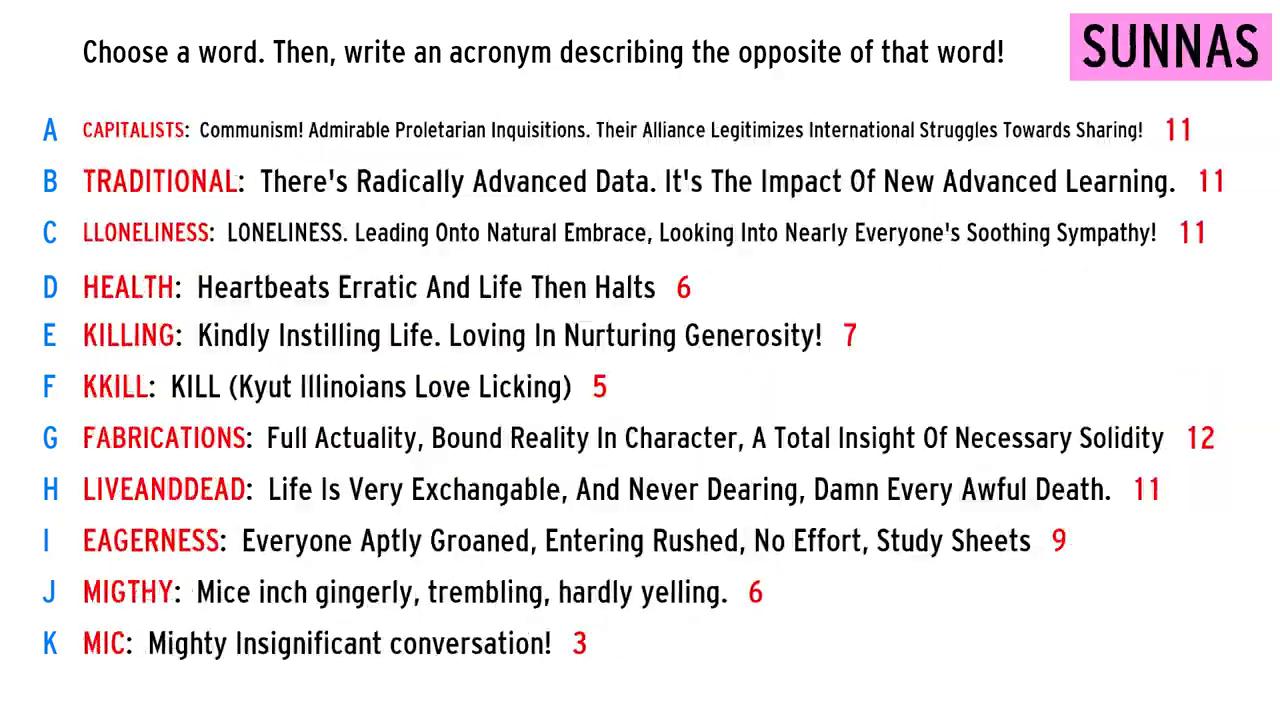 Choose a word. Then, write an acronym describing the opposite of that word!
SUNNAS
A CAPITALISTS: Communism! Admirable Proletarian Inquisitions. Their Alliance Legitimizes International Struggles Towards Sharing! 11
B TRADITIONAL: There's Radically Advanced Data. It's The Impact Of New Advanced Learning. 11
C LLONELINESS: LONELINESS. Leading Onto Natural Embrace, Looking Into Nearly Everyone's Soothing Sympathy! 11
D HEALTH: Heartbeats Erratic And Life Then Halts 6
E KILLING: Kindly Instilling Life. Loving In Nurturing Generosity! 7
F KKILL: KILL (Kyut Illinoians Love Licking) 5
G FABRICATIONS: Full Actuality, Bound Reality In Character, A Total Insight Of Necessary Solidity 12
H LIVEANDDEAD: Life Is Very Exchangable, And Never Dearing, Damn Every Awful Death. 11
I EAGERNESS: Everyone Aptly Groaned, Entering Rushed, No Effort, Study Sheets 9
J MIGTHY: Mice inch gingerly, trembling, hardly yelling. 6
K MIC: Mighty Insignificant conversation! 3